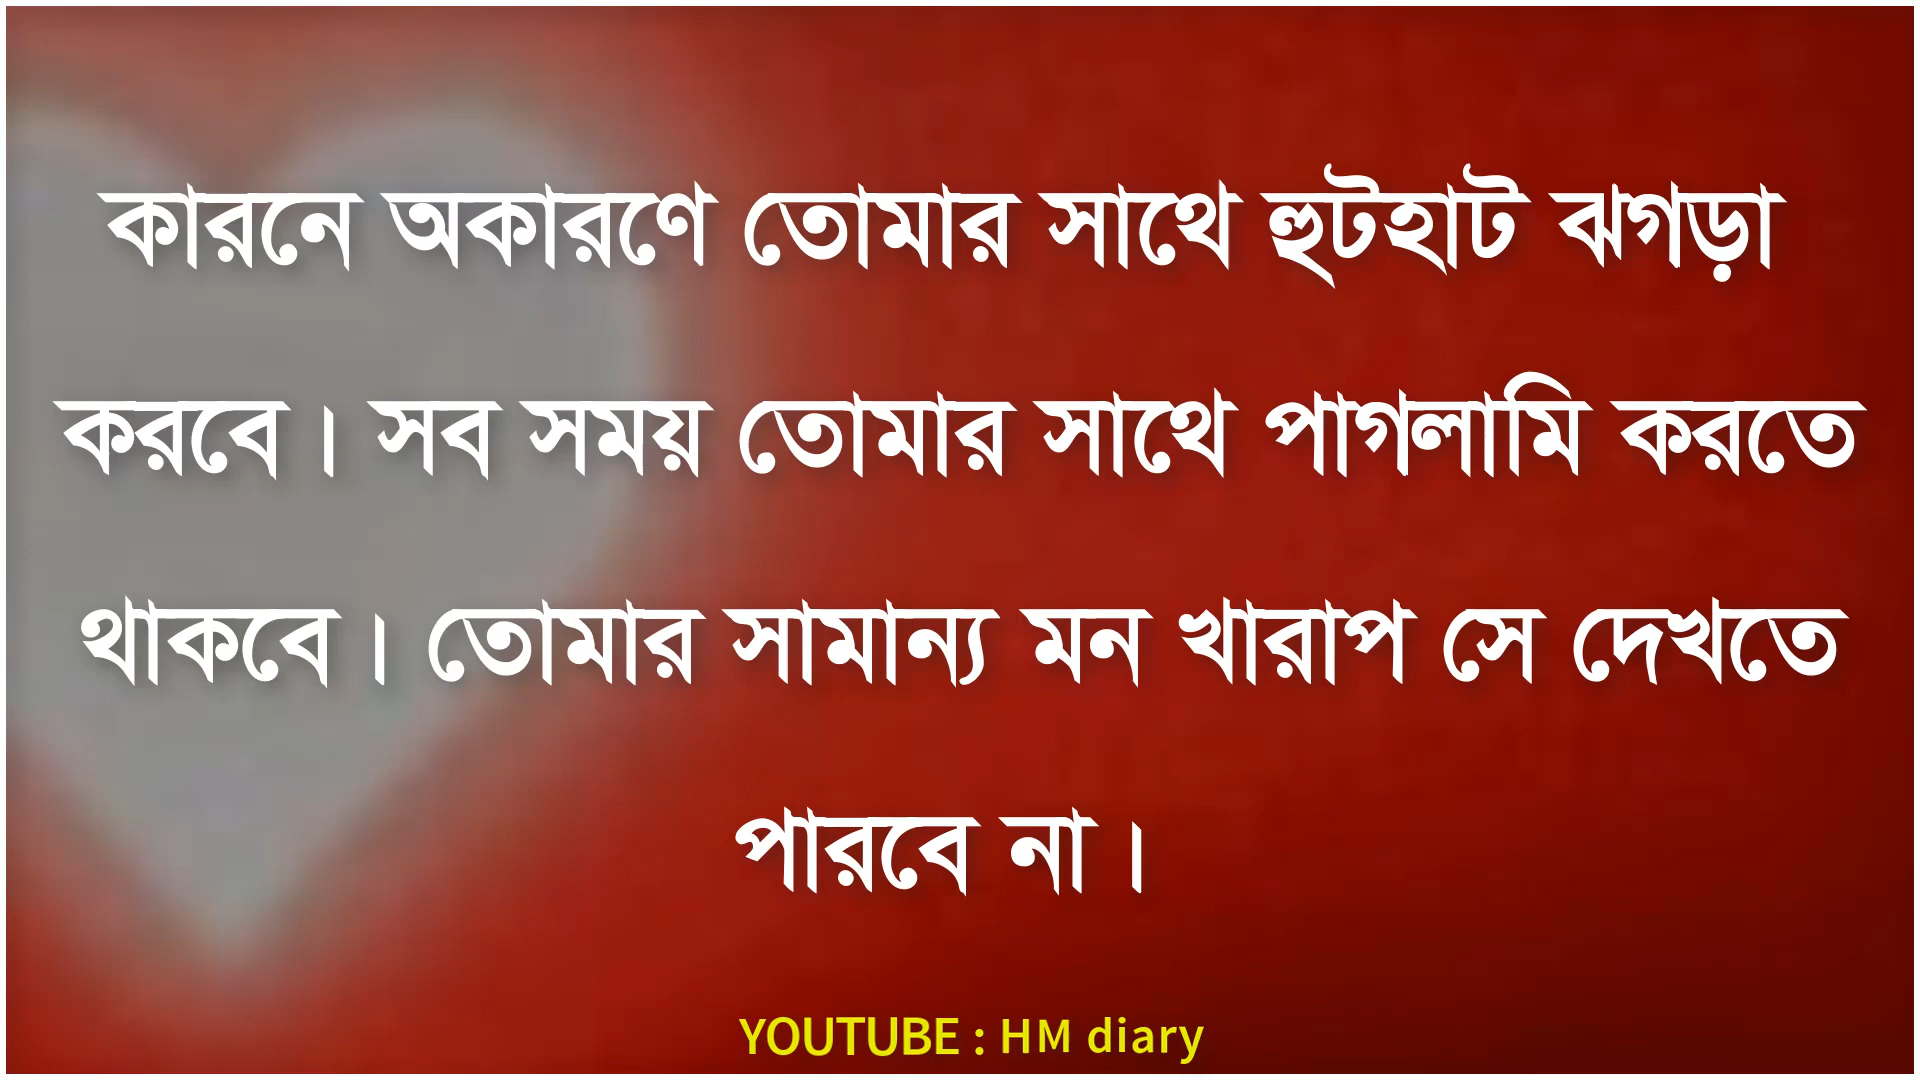 কারনে অকারণে তোমার সাথে হুটহাট ঝগড়া
করবে। সব সময় তোমার সাথে পাগলামি করতে
থাকবে। তোমার সামান্য মন খারাপ সে দেখতে
পারবে না।
YOUTUBE : HM diary